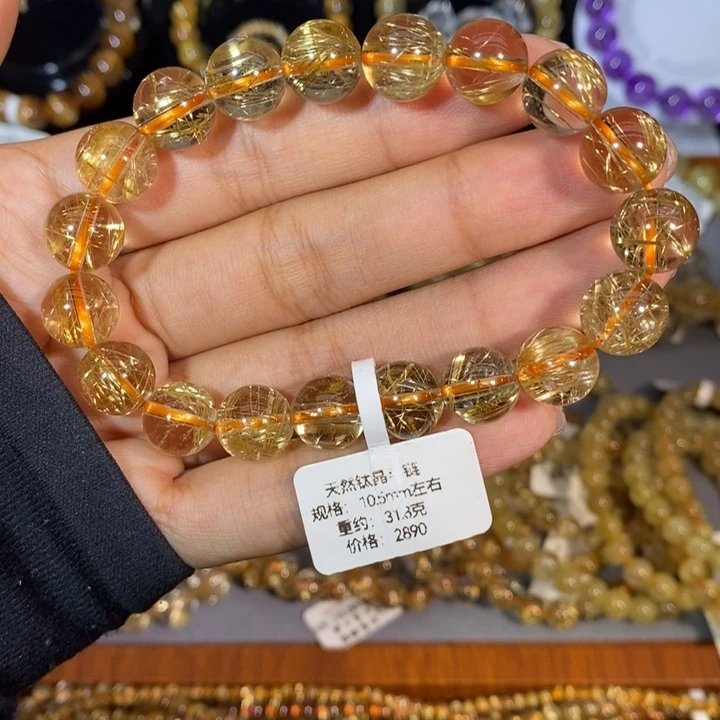 天然钛晶手链
规格: 10.5mm左右
重约: 31.8克
价格: 2890